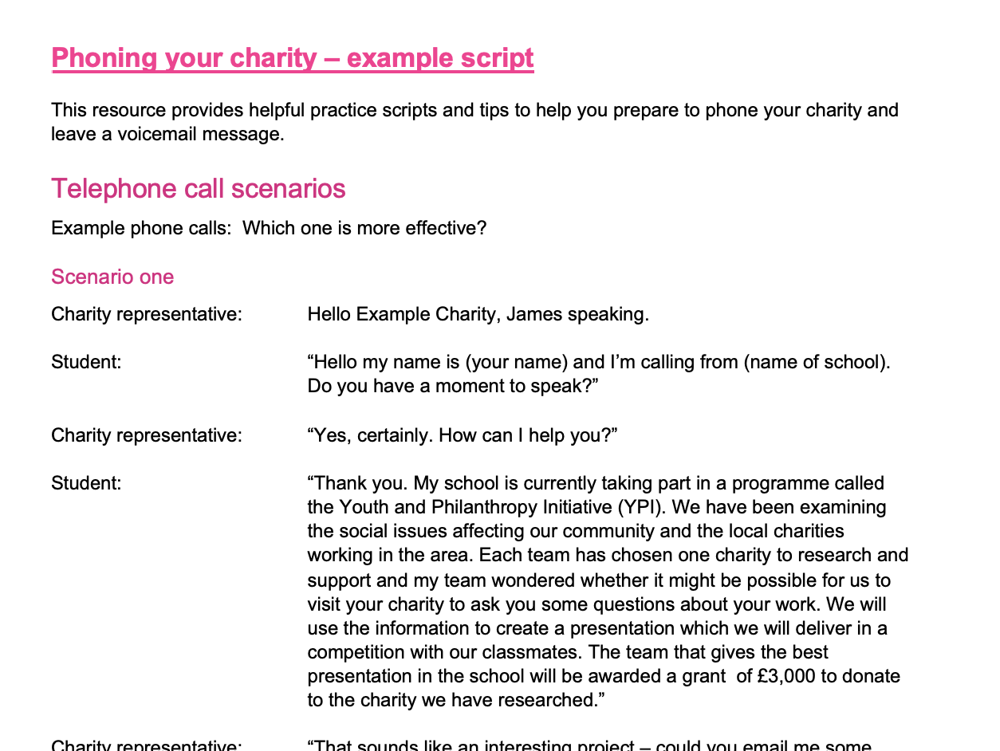 Phoning your charity – example script
This resource provides helpful practice scripts and tips to help you prepare to phone your charity and
leave a voicemail message.
Telephone call scenarios
Example phone calls:  Which one is more effective?
Scenario one
Charity representative: Hello Example Charity, James speaking.
Student: “Hello my name is (your name) and I’m calling from (name of school).
Do you have a moment to speak?”
Charity representative: “Yes, certainly. How can I help you?”
Student: “Thank you. My school is currently taking part in a programme called
the Youth and Philanthropy Initiative (YPI). We have been examining
the social issues affecting our community and the local charities
working in the area. Each team has chosen one charity to research and
support and my team wondered whether it might be possible for us to
visit your charity to ask you some questions about your work. We will
use the information to create a presentation which we will deliver in a
competition with our classmates. The team that gives the best
presentation in the school will be awarded a grant  of £3,000 to donate
to the charity we have researched.”
Charity representative: “That sounds like an interesting project – could you email me some